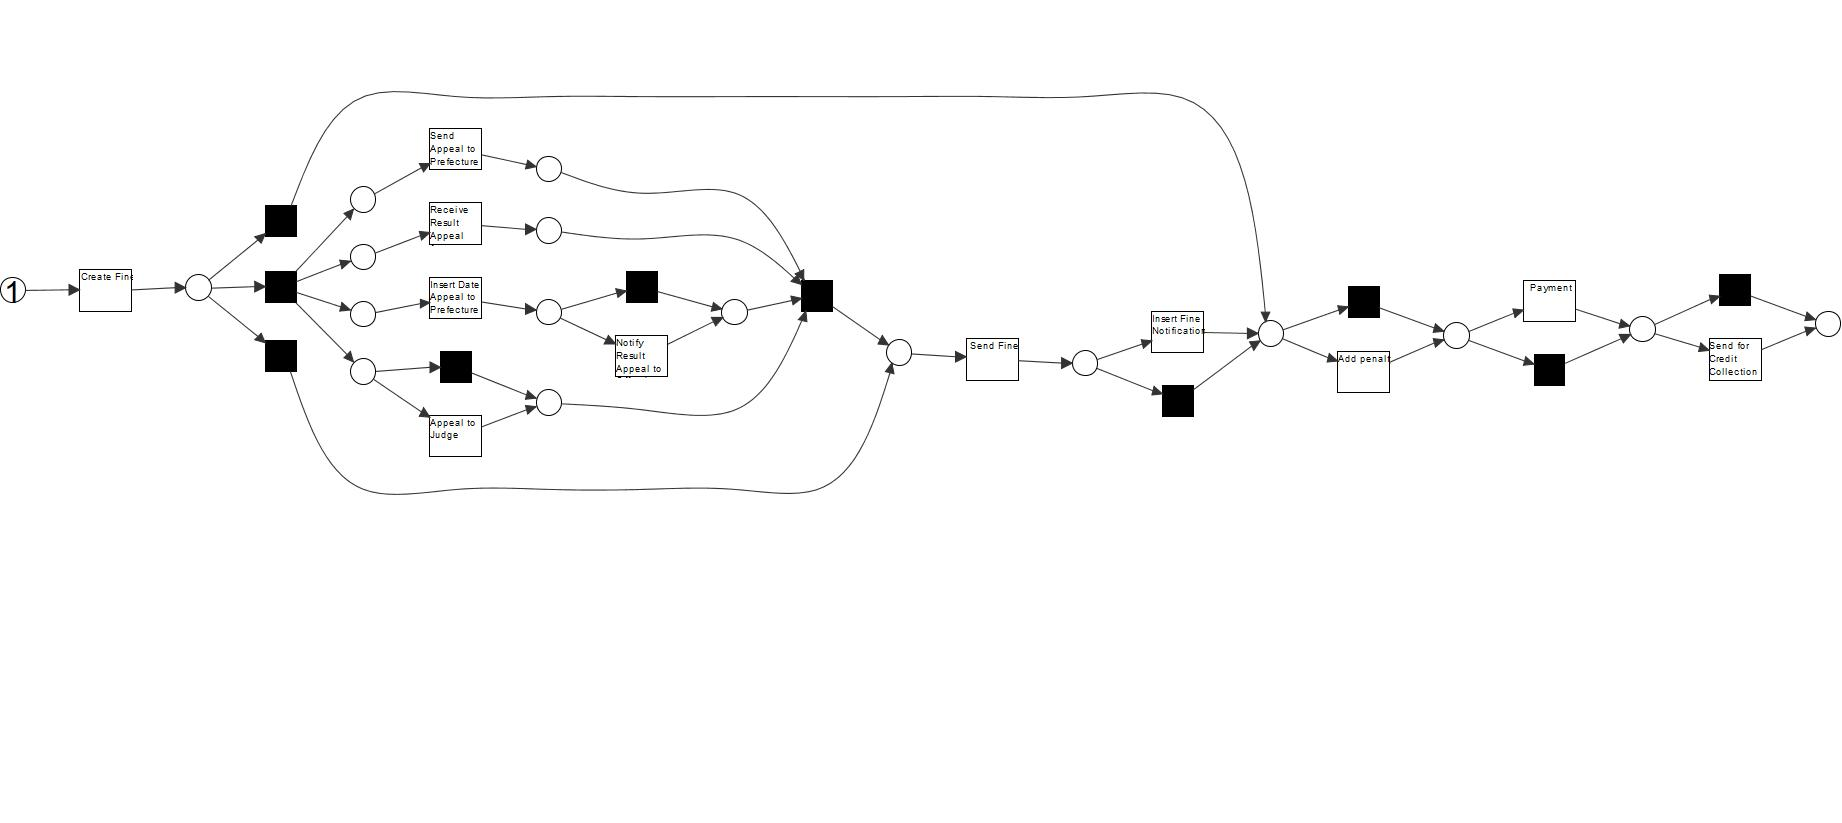 1
Create Fine
Send
Appeal to
Prefecture
Receive
Result
Appeal
Insert Date
Appeal to
Prefecture
Notify
Result
Appeal to
Appeal to
Judge
Send Fine
Insert Fine
Notification
Add penalt
Payment
Send for
Credit
Collection